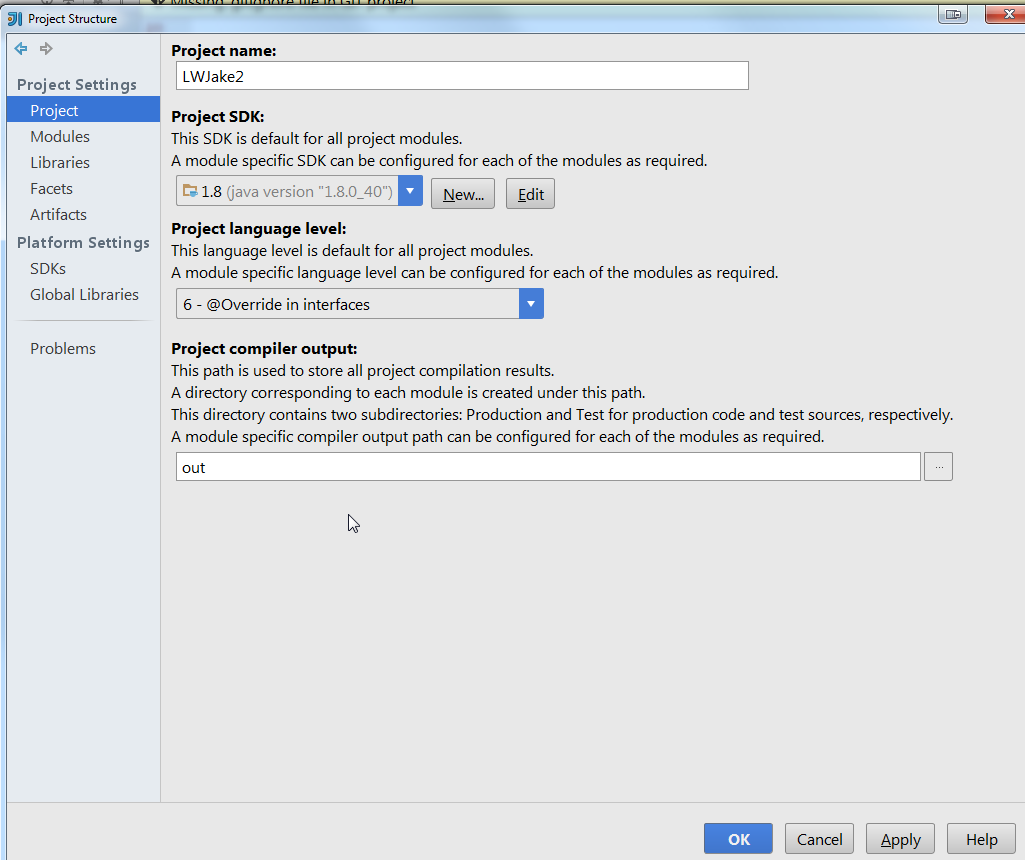 Missing .gitignore file in GIT project
Project Structure
Project Settings
Project
Modules
Libraries
Facets
Artifacts
Platform Settings
SDKs
Global Libraries
Problems
Project name:
LWJake2
Project SDK:
This SDK is default for all project modules.
A module specific SDK can be configured for each of the modules as required.
1.8 (java version "1.8.0_40") New... Edit
Project language level:
This language level is default for all project modules.
A module specific language level can be configured for each of the modules as required.
6 - @Override in interfaces
Project compiler output:
This path is used to store all project compilation results.
A directory corresponding to each module is created under this path.
This directory contains two subdirectories: Production and Test for production code and test sources, respectively.
A module specific compiler output path can be configured for each of the modules as required.
out ...
OK Cancel Apply Help